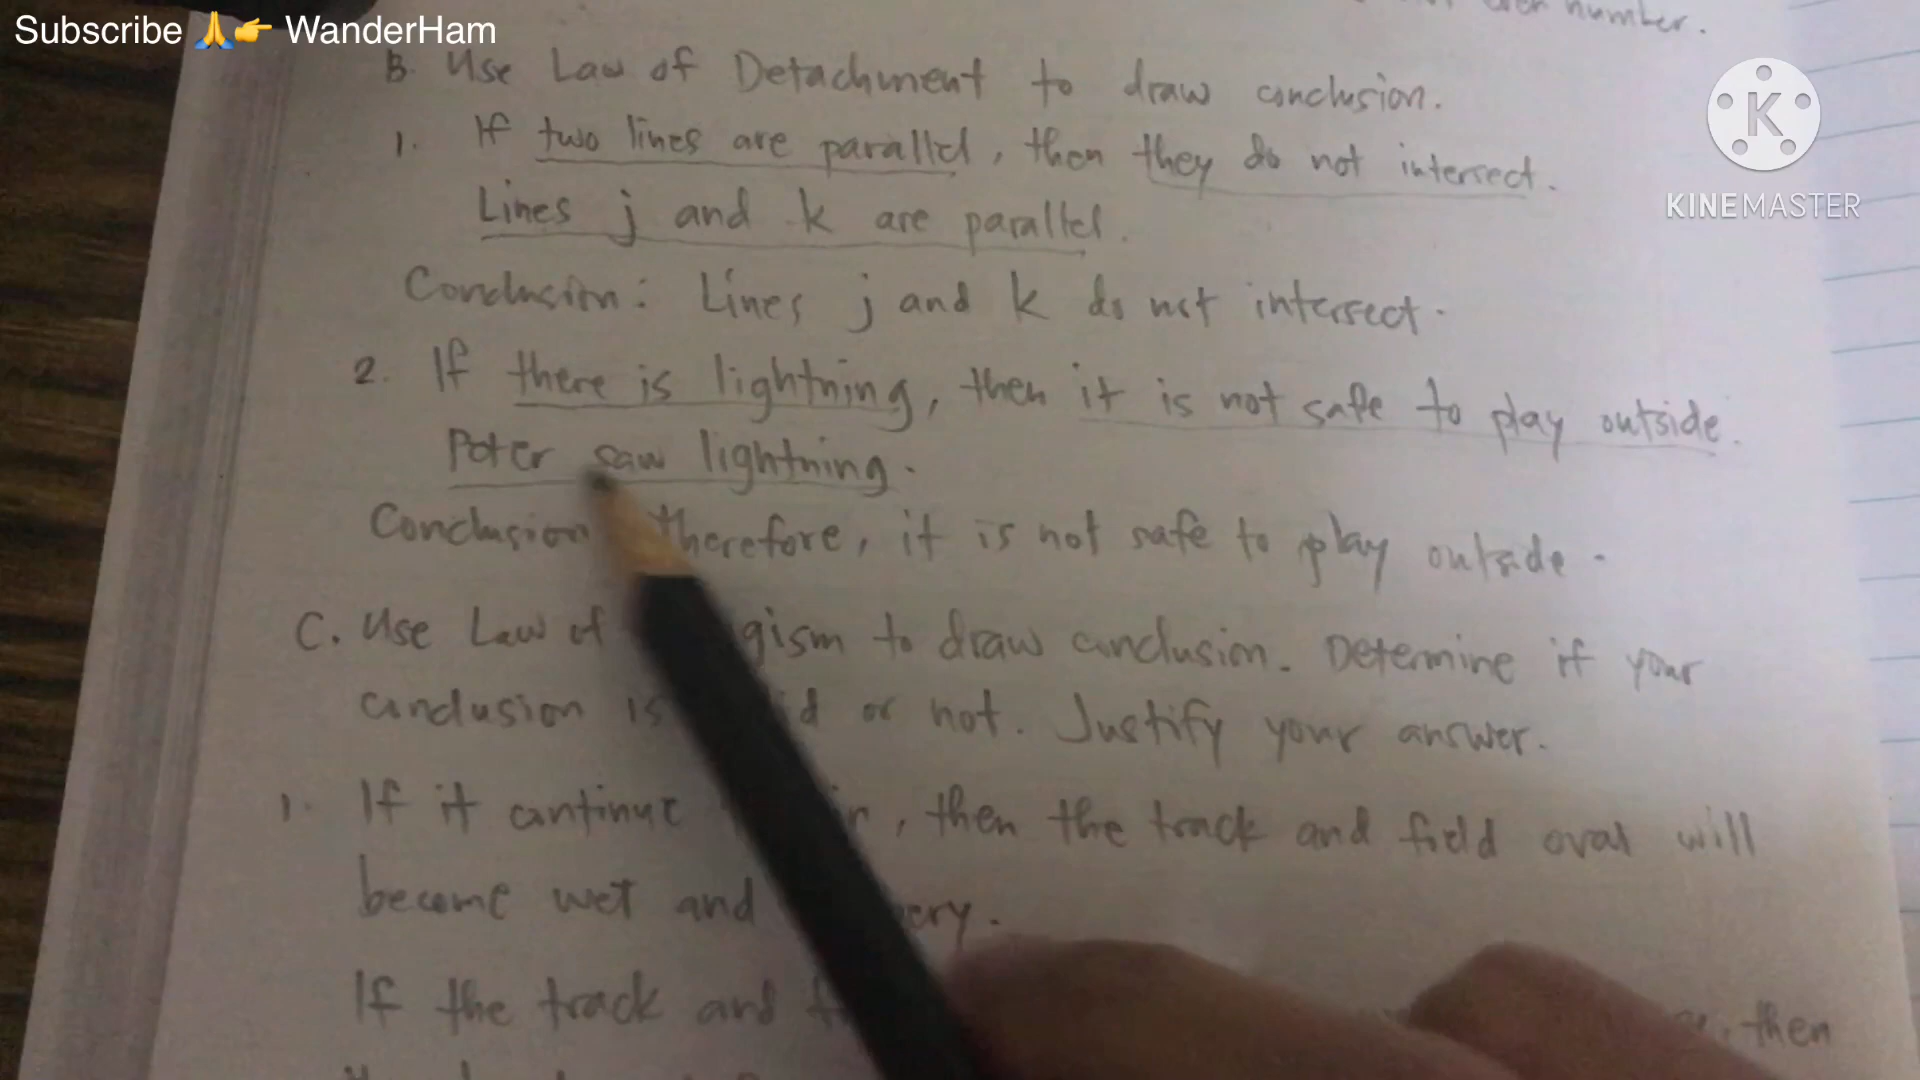 Subscribe 🙏👉 WanderHam
number.
B. Use Law of Detachment to draw conclusion.
KINEMASTER
1. If two lines are parallel, then they do not intersect.
Lines j and k are parallel.
Conclusion: Lines j and k do not intersect.
2. If there is lightning, then it is not safe to play outside.
Peter saw lightning.
Conclusion therefore, it is not safe to play outside.
C. Use Law of gism to draw conclusion. Determine if your
conclusion is id or not. Justify your answer.
1. If it continue in, then the track and field oval will
become wet and ery.
If the track and then